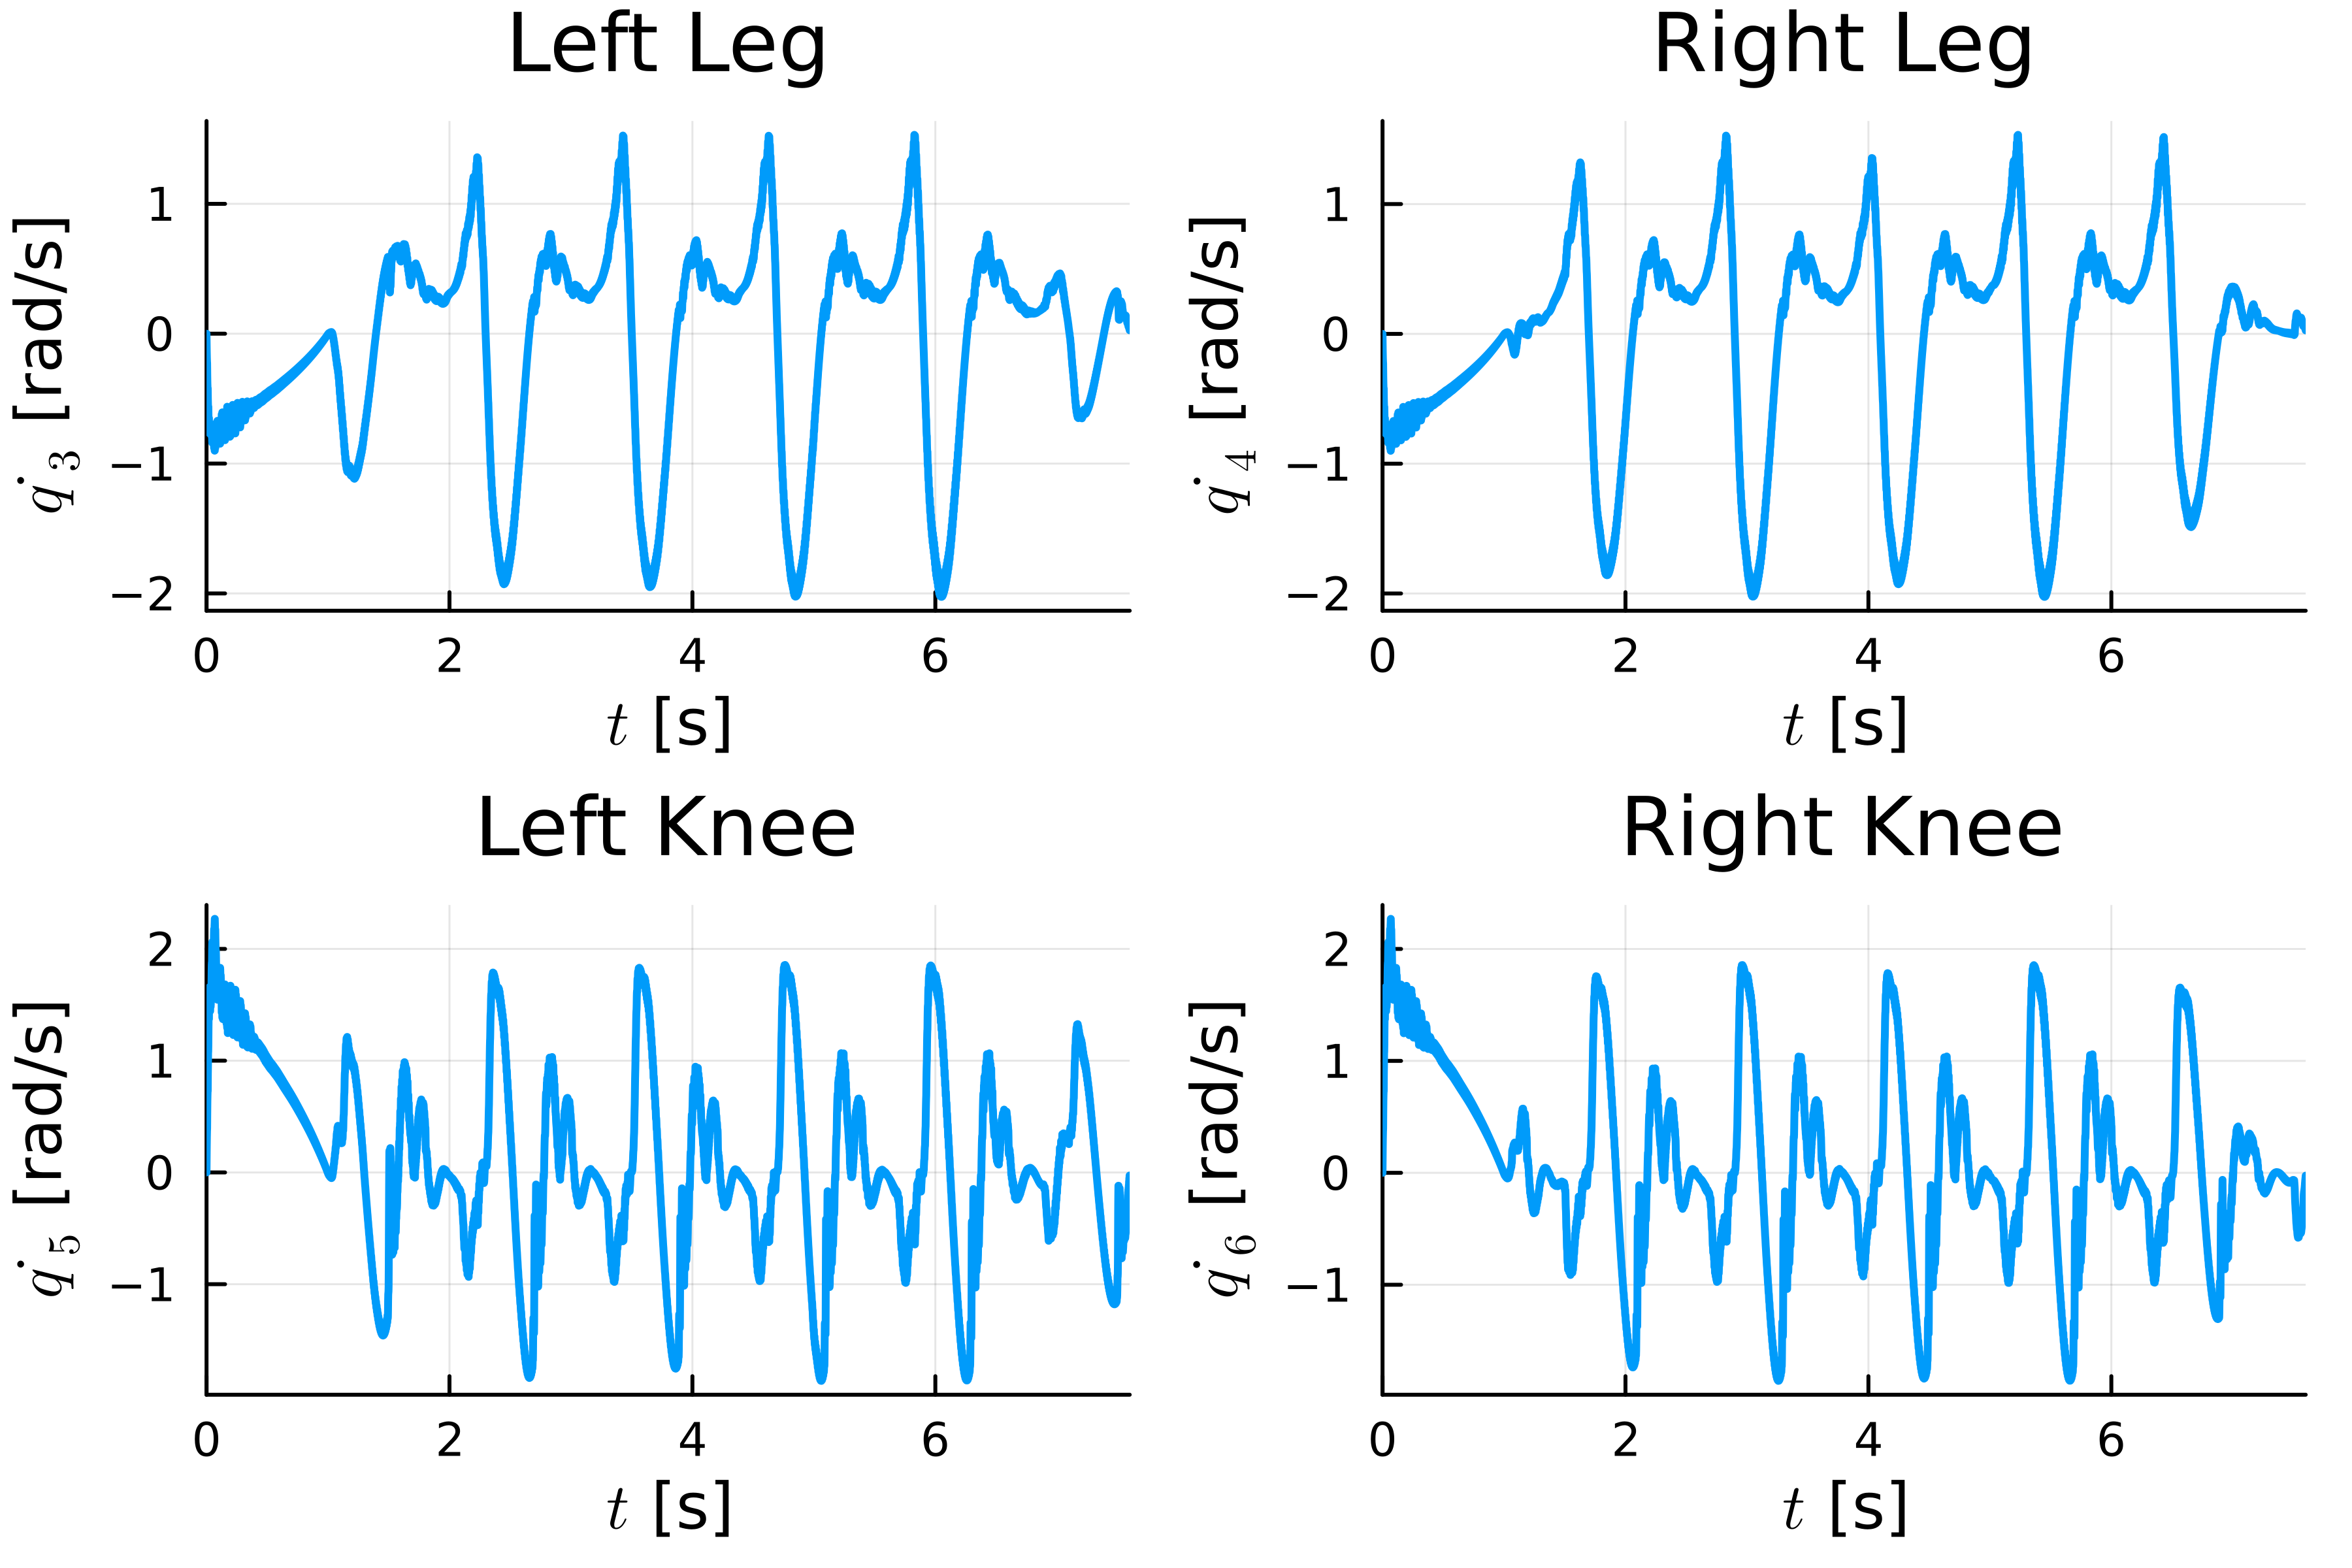 Left Leg
q̇₃ [rad/s]
1
0
−1
−2
0 2 4 6
t [s]
Right Leg
q̇₄ [rad/s]
1
0
−1
−2
0 2 4 6
t [s]
Left Knee
q̇₅ [rad/s]
2
1
0
−1
0 2 4 6
t [s]
Right Knee
q̇₆ [rad/s]
2
1
0
−1
0 2 4 6
t [s]